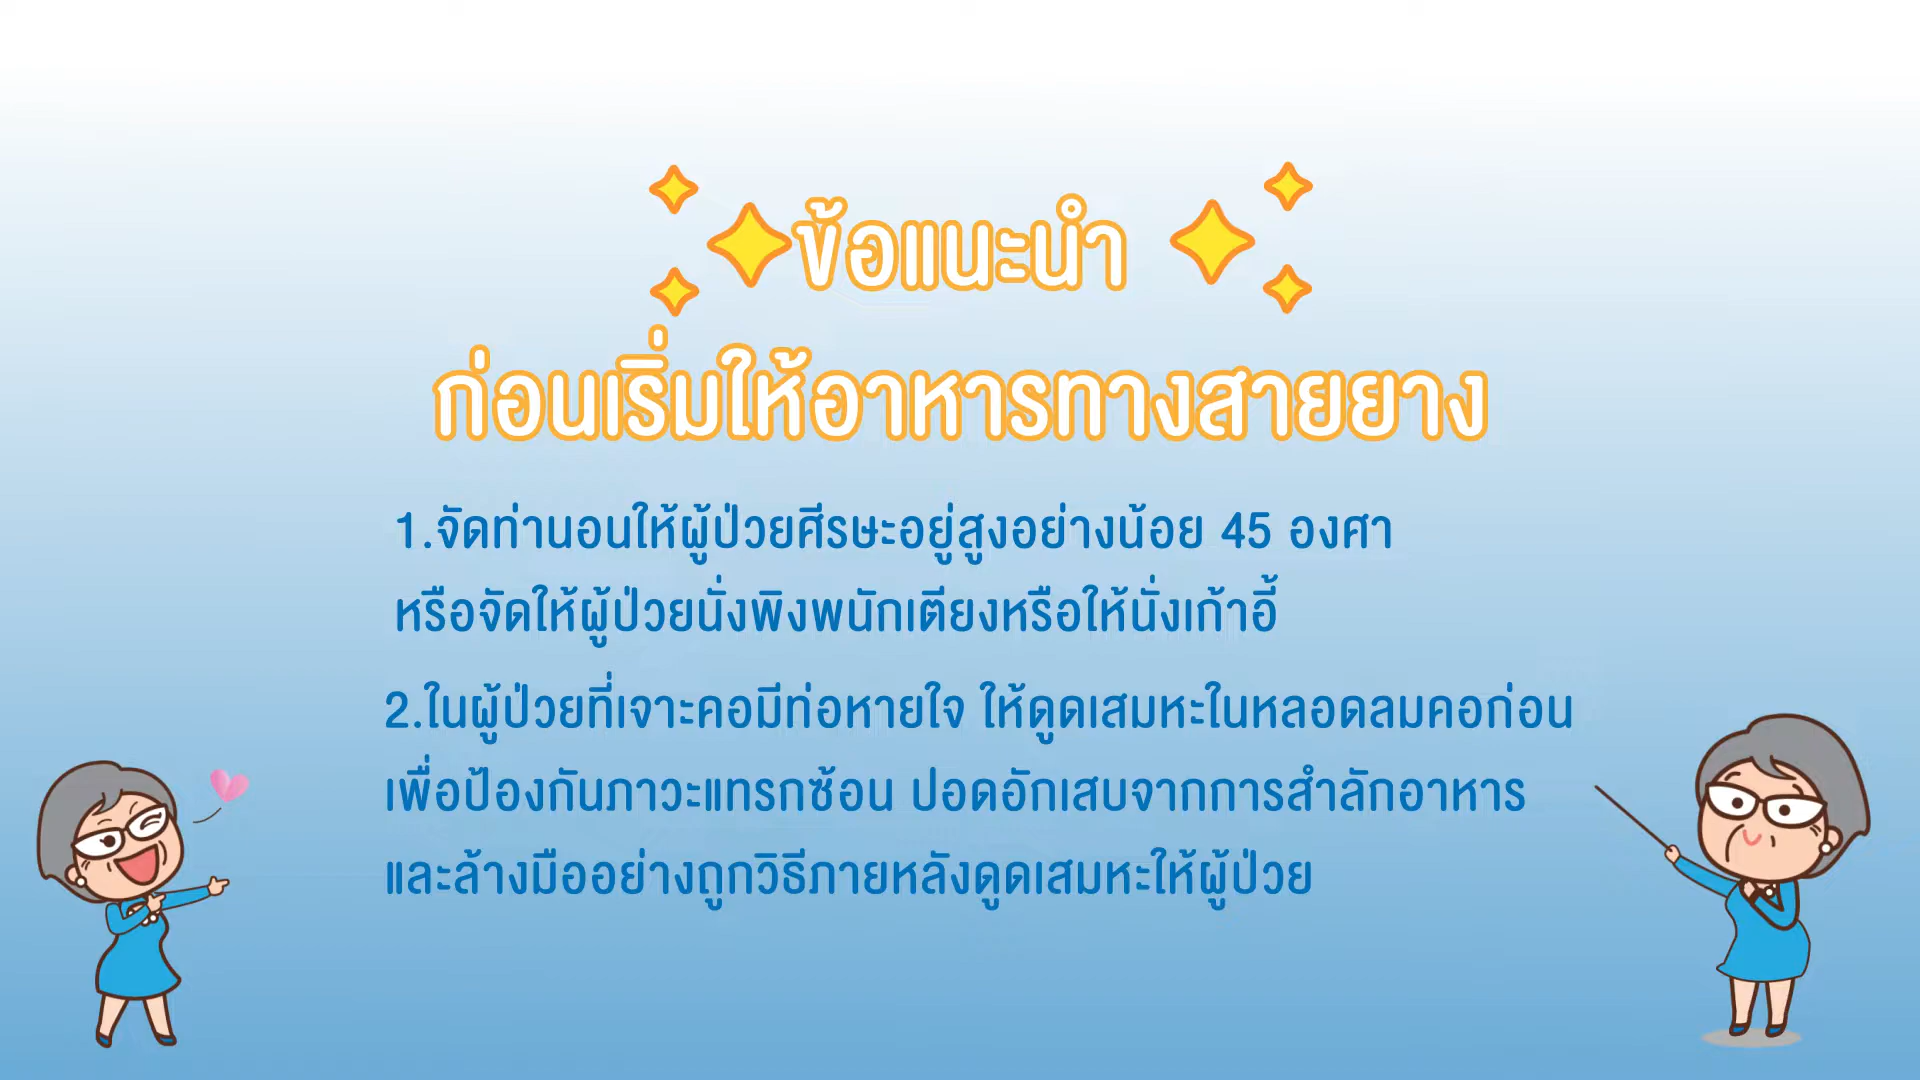 ข้อแนะนำ
ก่อนเริ่มให้อาหารทางสายยาง
1.จัดท่านอนให้ผู้ป่วยศีรษะอยู่สูงอย่างน้อย 45 องศา
หรือจัดให้ผู้ป่วยนั่งพิงพนักเตียงหรือให้นั่งเก้าอี้
2.ในผู้ป่วยที่เจาะคอมีท่อหายใจ ให้ดูดเสมหะในหลอดลมคอก่อน
เพื่อป้องกันภาวะแทรกซ้อน ปอดอักเสบจากการสำลักอาหาร
และล้างมืออย่างถูกวิธีภายหลังดูดเสมหะให้ผู้ป่วย